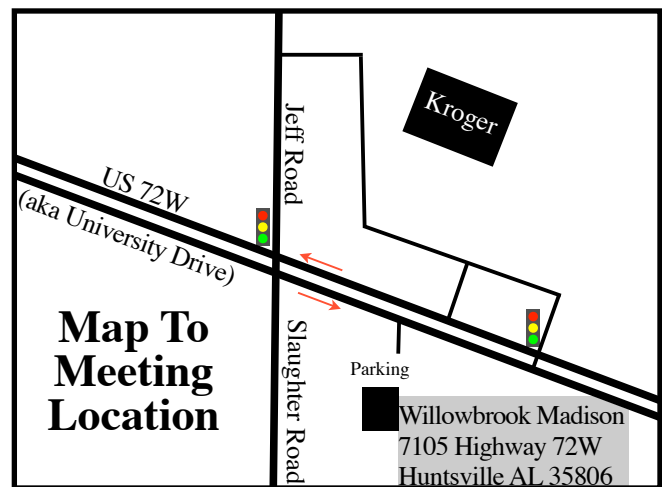 Kroger
Jeff Road
US 72W
(aka University Drive)
Map To
Meeting
Location
Slaughter Road
Parking
Willowbrook Madison
7105 Highway 72W
Huntsville AL 35806